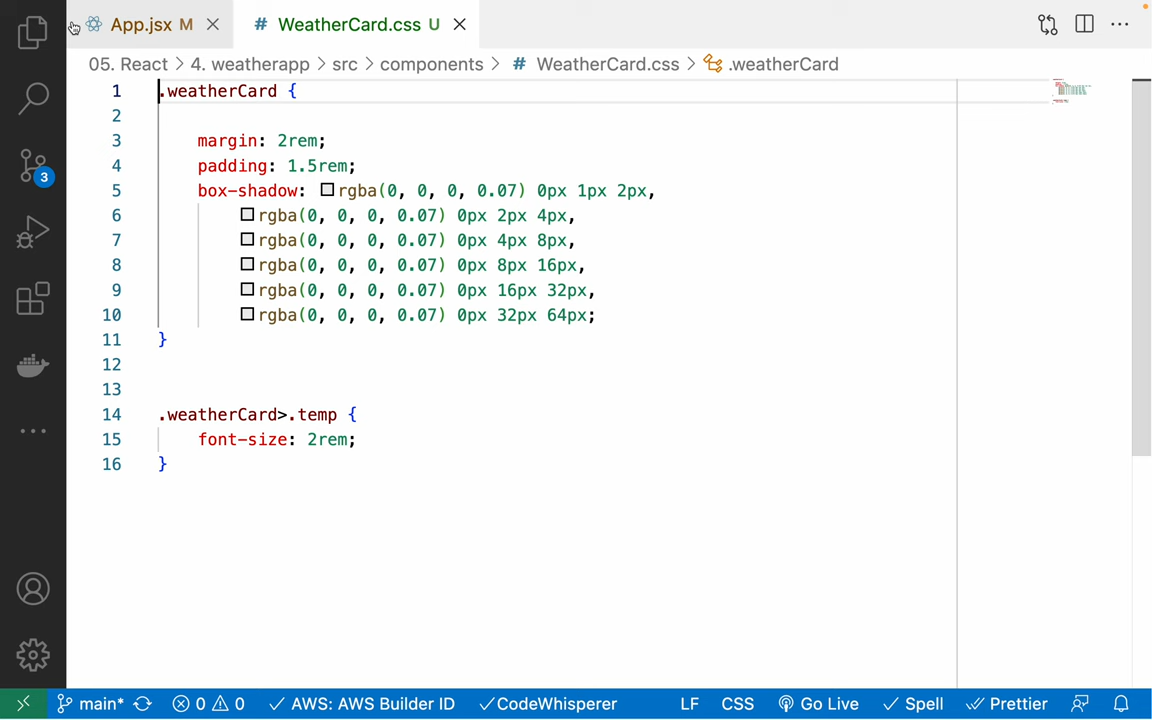 App.jsx M
# WeatherCard.css U
05. React > 4. weatherapp > src > components > # WeatherCard.css > .weatherCard
1 .weatherCard {
2
3 margin: 2rem;
4 padding: 1.5rem;
5 box-shadow: rgba(0, 0, 0, 0.07) 0px 1px 2px,
6 rgba(0, 0, 0, 0.07) 0px 2px 4px,
7 rgba(0, 0, 0, 0.07) 0px 4px 8px,
8 rgba(0, 0, 0, 0.07) 0px 8px 16px,
9 rgba(0, 0, 0, 0.07) 0px 16px 32px,
10 rgba(0, 0, 0, 0.07) 0px 32px 64px;
11 }
12
13
14 .weatherCard>.temp {
15 font-size: 2rem;
16 }
3
main* 0 0 AWS: AWS Builder ID CodeWhisperer LF CSS Go Live Spell Prettier